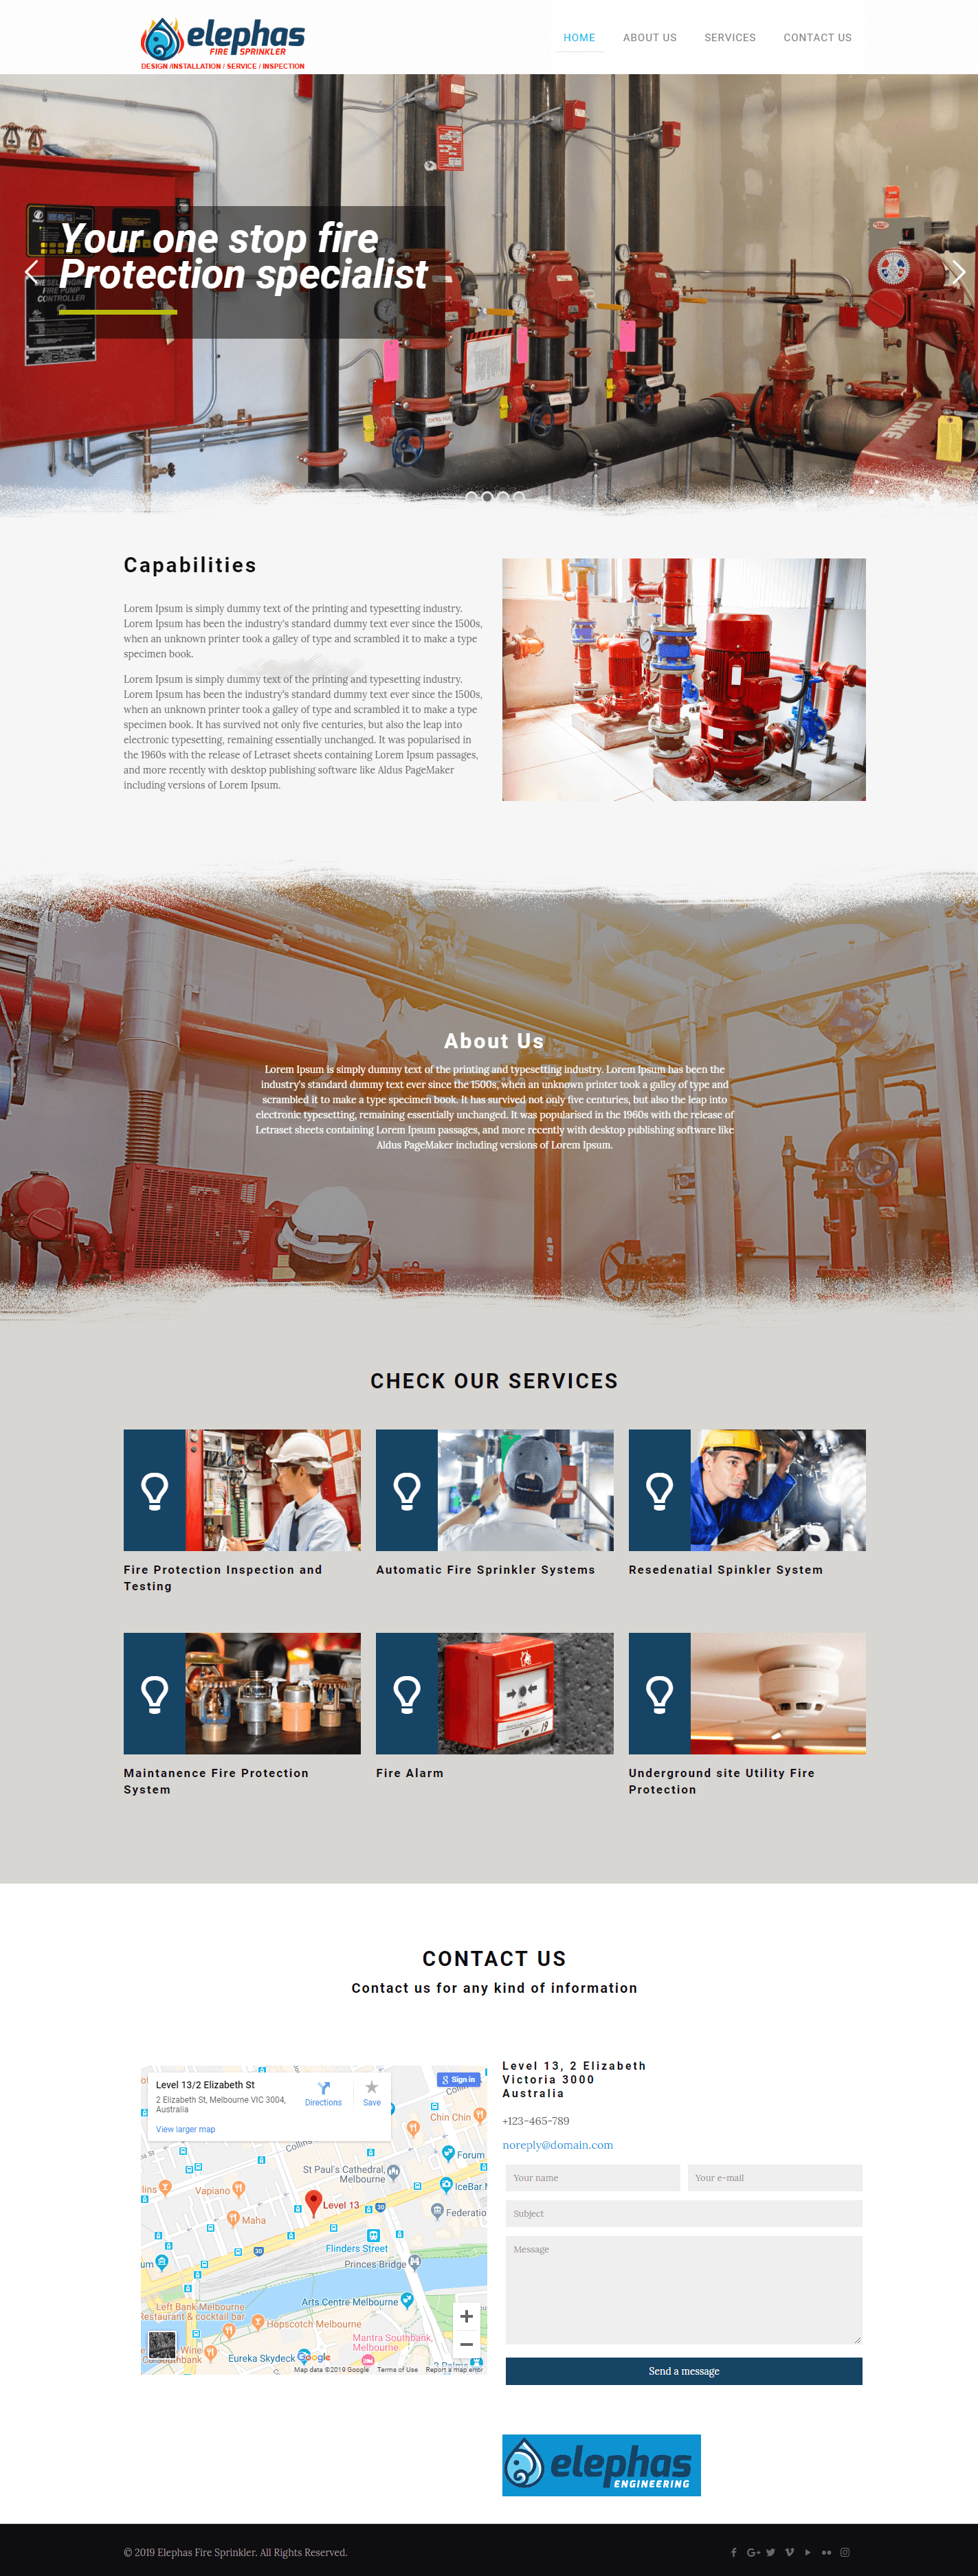 elephas
FIRE SPRINKLER
DESIGN /INSTALLATION / SERVICE / INSPECTION
HOME
ABOUT US
SERVICES
CONTACT US
Your one stop fire
Protection specialist
DIESEL ENGINE
FIRE PUMP
CONTROLLER
CLARKE
Capabilities
Lorem Ipsum is simply dummy text of the printing and typesetting industry.
Lorem Ipsum has been the industry's standard dummy text ever since the 1500s,
when an unknown printer took a galley of type and scrambled it to make a type
specimen book.
Lorem Ipsum is simply dummy text of the printing and typesetting industry.
Lorem Ipsum has been the industry's standard dummy text ever since the 1500s,
when an unknown printer took a galley of type and scrambled it to make a type
specimen book. It has survived not only five centuries, but also the leap into
electronic typesetting, remaining essentially unchanged. It was popularised in
the 1960s with the release of Letraset sheets containing Lorem Ipsum passages,
and more recently with desktop publishing software like Aldus PageMaker
including versions of Lorem Ipsum.
About Us
Lorem Ipsum is simply dummy text of the printing and typesetting industry. Lorem Ipsum has been the
industry's standard dummy text ever since the 1500s, when an unknown printer took a galley of type and
scrambled it to make a type specimen book. It has survived not only five centuries, but also the leap into
electronic typesetting, remaining essentially unchanged. It was popularised in the 1960s with the release of
Letraset sheets containing Lorem Ipsum passages, and more recently with desktop publishing software like
Aldus PageMaker including versions of Lorem Ipsum.
CHECK OUR SERVICES
Fire Protection Inspection and
Testing
Automatic Fire Sprinkler Systems
Resedenatial Spinkler System
19
Maintanence Fire Protection
System
Fire Alarm
Underground site Utility Fire
Protection
CONTACT US
Contact us for any kind of information
Level 13/2 Elizabeth St
2 Elizabeth St, Melbourne VIC 3004,
Australia
View larger map
Directions
Save
Sign in
Collins
Chin Chin
St Paul's Cathedral,
Melbourne
Forum
IceBar
Vapiano
Level 13
Maha
30
Federatio
Flinders Street
30
Princes Bridge
um
Arts Centre Melbourne
Left Bank Melbourne
Restaurant & cocktail bar
Hopscotch Melbourne
Mantra Southbank,
Melbourne
Eureka Skydeck
Google
Map data ©2019 Google
Terms of Use
Report a map error
Level 13, 2 Elizabeth
Victoria 3000
Australia
+123-465-789
noreply@domain.com
Your name
Your e-mail
Subject
Message
Send a message
elephas
ENGINEERING
© 2019 Elephas Fire Sprinkler. All Rights Reserved.